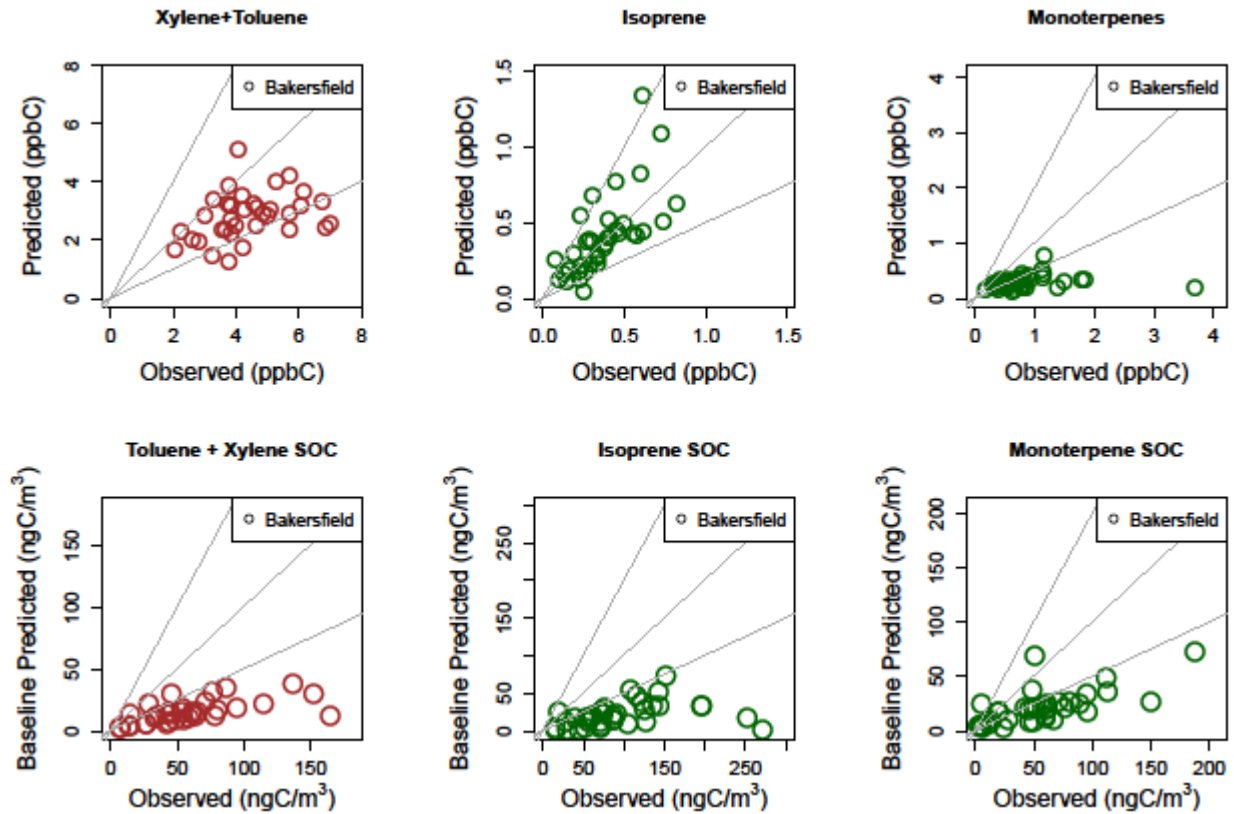 Xylene+Toluene
Predicted (ppbC)
8
6
4
2
0
Bakersfield
0 2 4 6 8
Observed (ppbC)
Isoprene
Predicted (ppbC)
1.5
1.0
0.5
0.0
Bakersfield
0.0 0.5 1.0 1.5
Observed (ppbC)
Monoterpenes
Predicted (ppbC)
4
3
2
1
0
Bakersfield
0 1 2 3 4
Observed (ppbC)
Toluene + Xylene SOC
Baseline Predicted (ngC/m³)
150
100
50
0
Bakersfield
0 50 100 150
Observed (ngC/m³)
Isoprene SOC
Baseline Predicted (ngC/m³)
250
150
50
0
Bakersfield
0 50 150 250
Observed (ngC/m³)
Monoterpene SOC
Baseline Predicted (ngC/m³)
200
150
100
50
0
Bakersfield
0 50 100 150 200
Observed (ngC/m³)